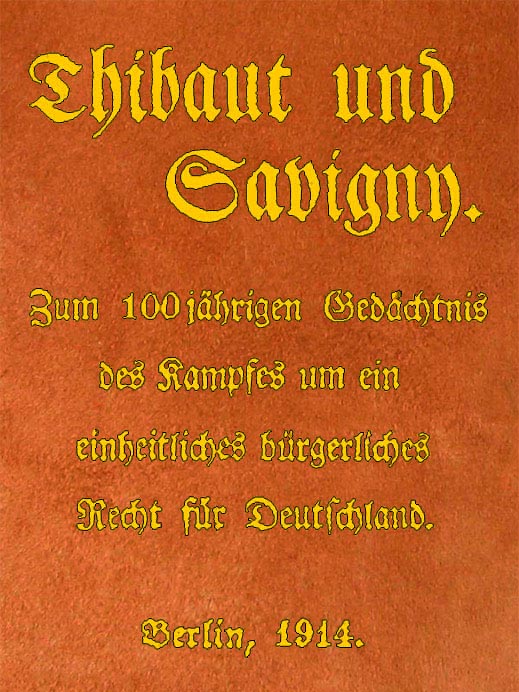 Thibaut und
Savigny.
Zum 100jährigen Gedächtnis
des Kampfes um ein
einheitliches bürgerliches
Recht für Deutſchland.
Berlin, 1914.